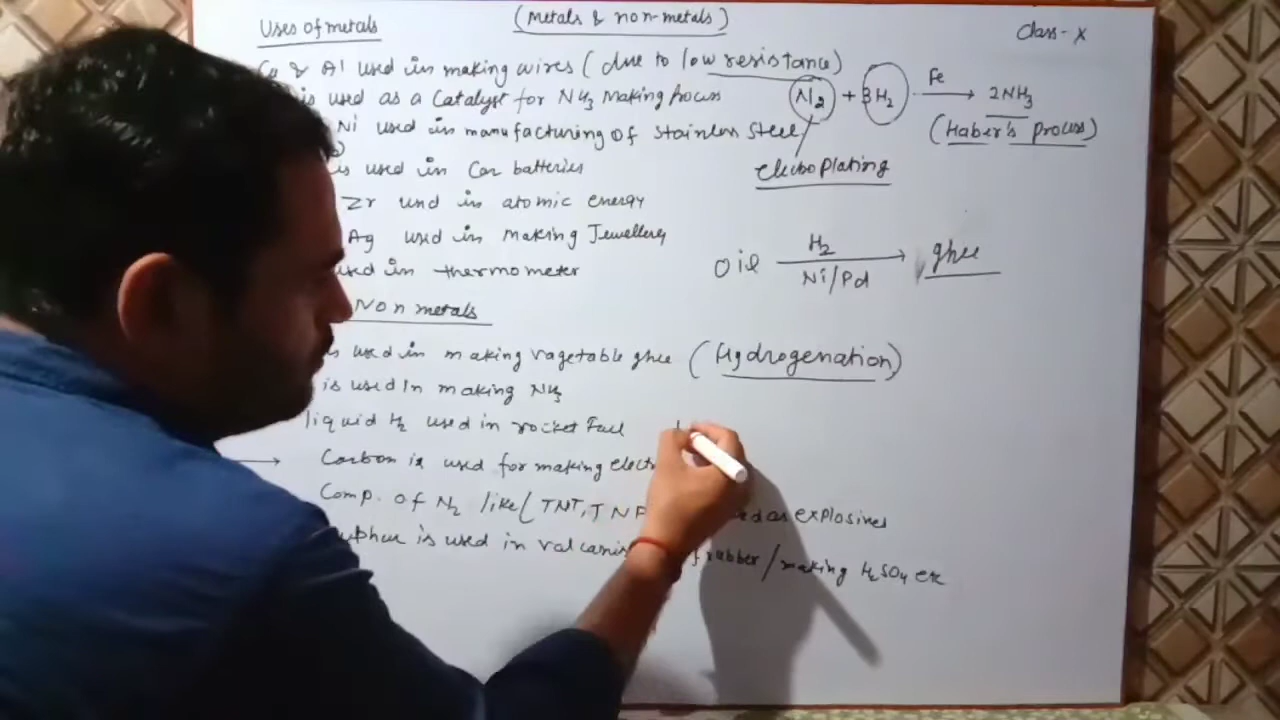 Uses of metals
(Metals & non-metals)
Class - X
Cu & Al used in making wires (due to low resistance)
is used as a Catalyst for NH3 Making process
N2 + 3H2 Fe → 2NH3
(Haber's process)
Ni used in manufacturing of stainless steel
electroplating
is used in Car batteries
Zr used in atomic energy
Ag used in Making Jewellery
used in thermometer
Oil H2 → ghee
Ni/Pd
Non metals
is used in making vagetable ghee (Hydrogenation)
is used In making NH3
liquid H2 used in rocket Fuel
→ Carbon is used for making
Comp. of N2 like (TNT, TNP as explosives
is used in of rubber / making H2SO4 etc